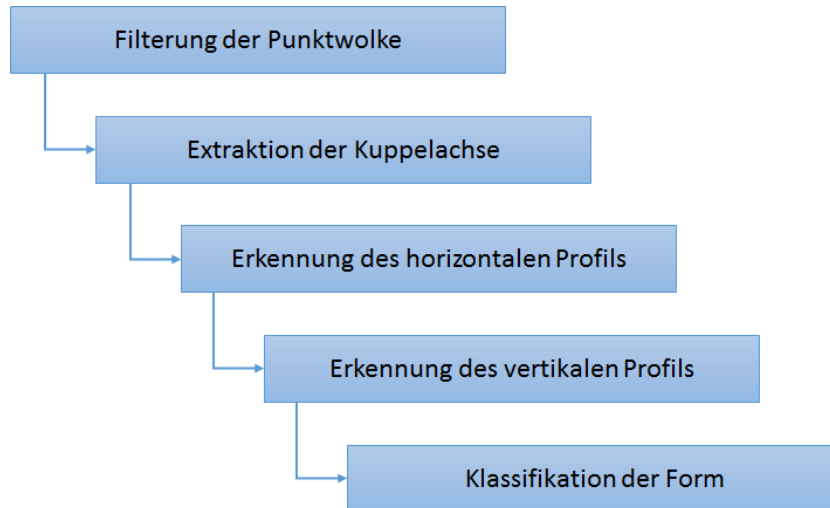 Filterung der Punktwolke
Extraktion der Kuppelachse
Erkennung des horizontalen Profils
Erkennung des vertikalen Profils
Klassifikation der Form